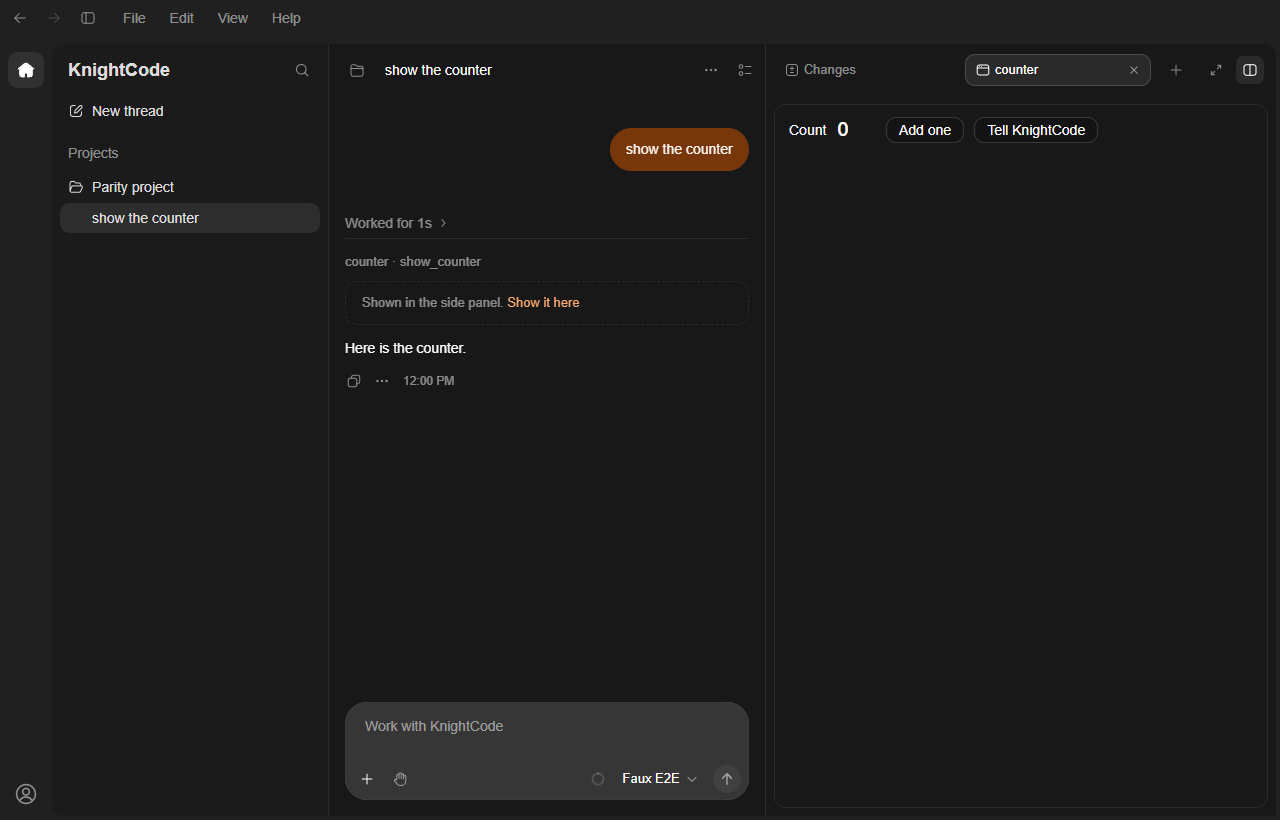 File Edit View Help
KnightCode
New thread
Projects
Parity project
show the counter
show the counter
show the counter
Worked for 1s
counter · show_counter
Shown in the side panel. Show it here
Here is the counter.
12:00 PM
Work with KnightCode
Faux E2E
Changes
counter
Count 0 Add one Tell KnightCode